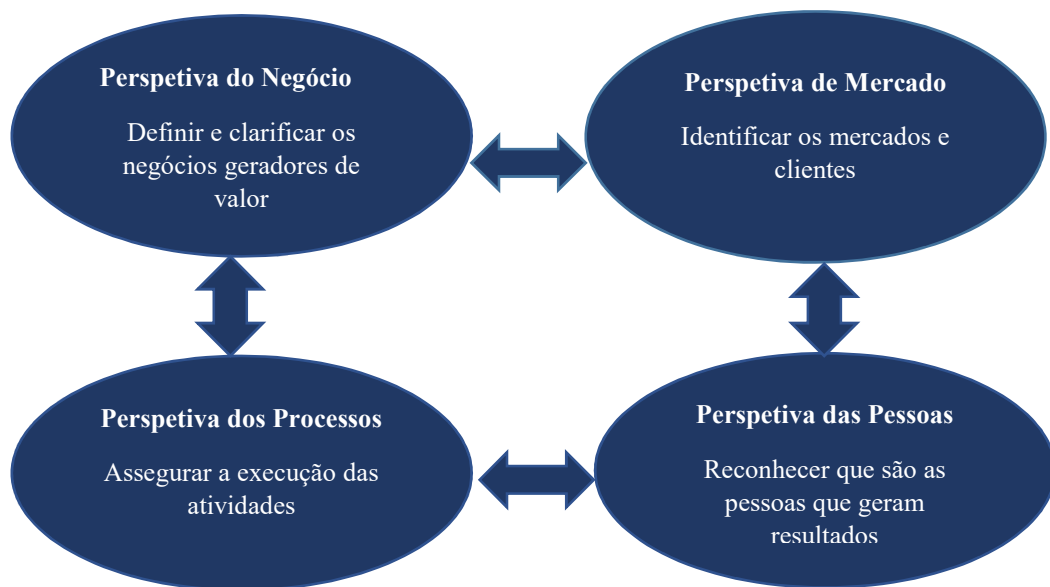 Perspetiva do Negócio
Definir e clarificar os
negócios geradores de
valor
Perspetiva de Mercado
Identificar os mercados e
clientes
Perspetiva dos Processos
Assegurar a execução das
atividades
Perspetiva das Pessoas
Reconhecer que são as
pessoas que geram
resultados